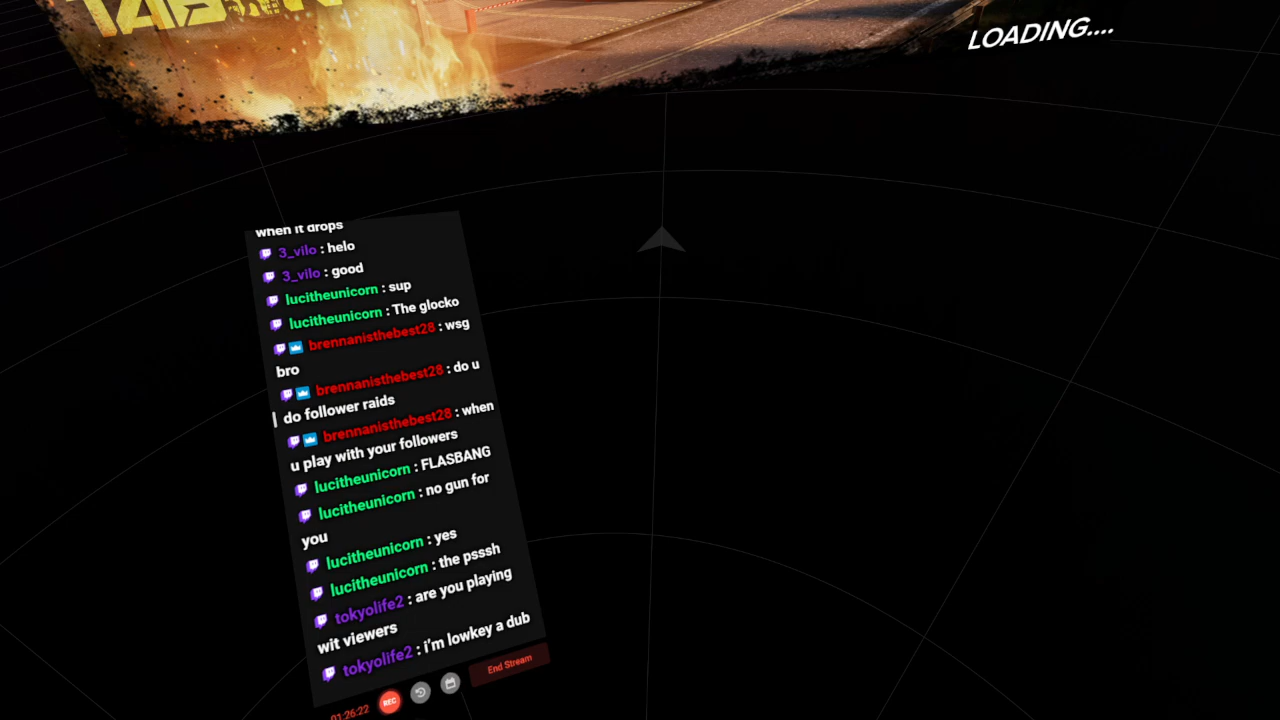 LOADING....
when it drops
3_vilo : helo
3_vilo : good
lucitheunicorn : sup
lucitheunicorn : The glocko
brennanisthebest28 : wsg
bro
brennanisthebest28 : do u
do follower raids
brennanisthebest28 : when
u play with your followers
lucitheunicorn : FLASBANG
lucitheunicorn : no gun for
you
lucitheunicorn : yes
lucitheunicorn : the psssh
tokyolife2 : are you playing
wit viewers
tokyolife2 : i'm lowkey a dub
01:26:22 REC End Stream